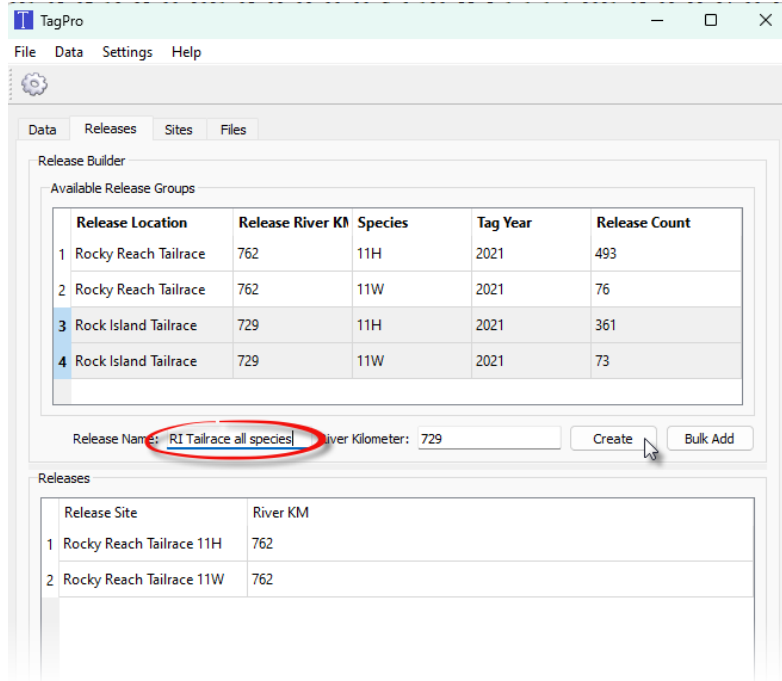 TagPro
File Data Settings Help
Data Releases Sites Files
Release Builder
Available Release Groups
Release Location Release River KM Species Tag Year Release Count
1 Rocky Reach Tailrace 762 11H 2021 493
2 Rocky Reach Tailrace 762 11W 2021 76
3 Rock Island Tailrace 729 11H 2021 361
4 Rock Island Tailrace 729 11W 2021 73
Release Name: RI Tailrace all species River Kilometer: 729 Create Bulk Add
Releases
Release Site River KM
1 Rocky Reach Tailrace 11H 762
2 Rocky Reach Tailrace 11W 762